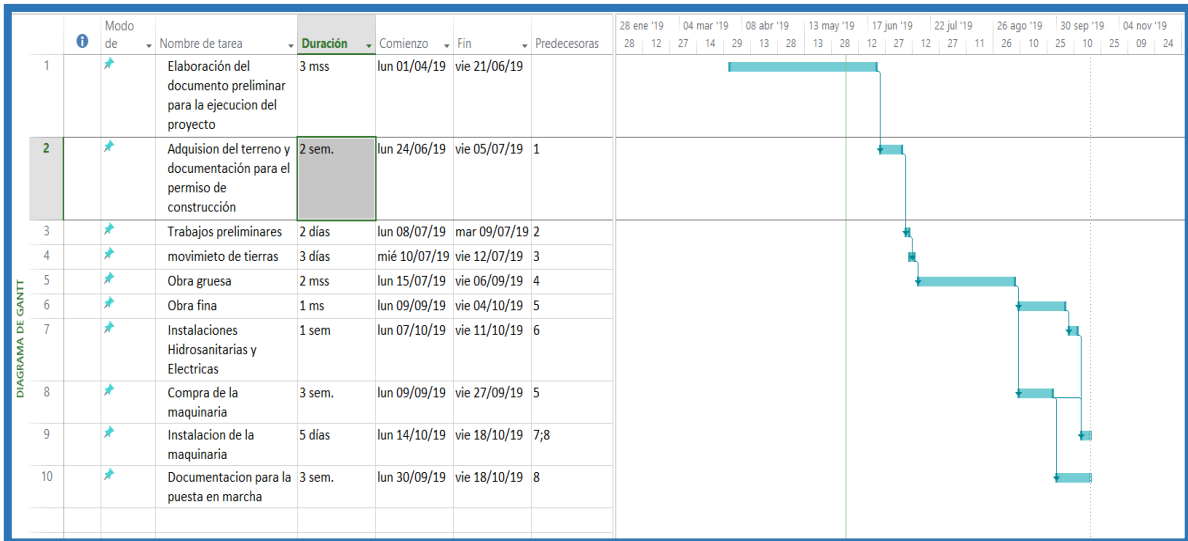 Modo
de
Nombre de tarea
Duración
Comienzo
Fin
Predecesoras
28 ene '19 04 mar '19 08 abr '19 13 may '19 17 jun '19 22 jul '19 26 ago '19 30 sep '19 04 nov '19
28 12 27 14 29 13 28 13 28 12 27 12 27 11 26 10 25 10 25 09 24
1 Elaboración del 3 mss lun 01/04/19 vie 21/06/19
documento preliminar
para la ejecucion del
proyecto
2 Adquision del terreno y 2 sem. lun 24/06/19 vie 05/07/19 1
documentación para el
permiso de
construcción
3 Trabajos preliminares 2 días lun 08/07/19 mar 09/07/19 2
4 movimieto de tierras 3 días mié 10/07/19 vie 12/07/19 3
5 Obra gruesa 2 mss lun 15/07/19 vie 06/09/19 4
6 Obra fina 1 ms lun 09/09/19 vie 04/10/19 5
7 Instalaciones 1 sem lun 07/10/19 vie 11/10/19 6
Hidrosanitarias y
Electricas
8 Compra de la 3 sem. lun 09/09/19 vie 27/09/19 5
maquinaria
9 Instalacion de la 5 días lun 14/10/19 vie 18/10/19 7;8
maquinaria
10 Documentacion para la 3 sem. lun 30/09/19 vie 18/10/19 8
puesta en marcha
DIAGRAMA DE GANTT